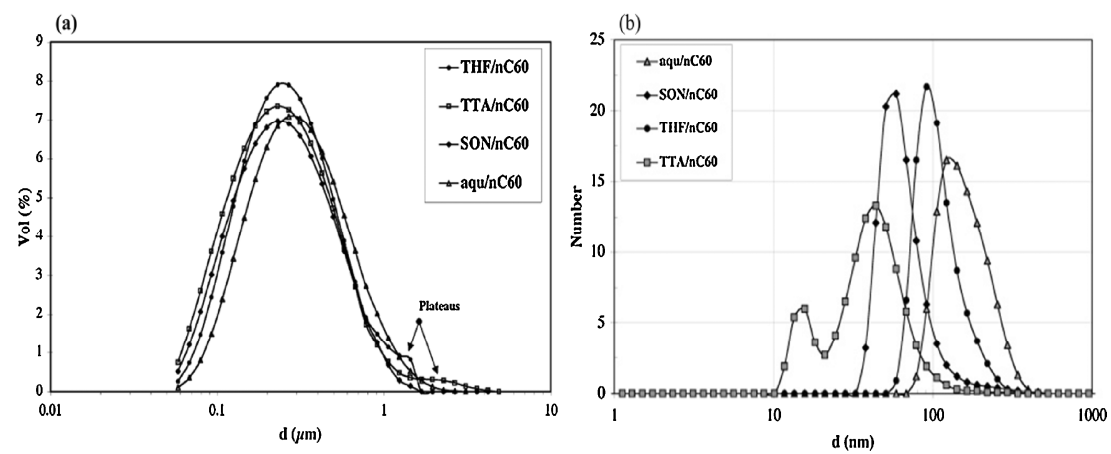 (a)
9
8
7
6
5
4
3
2
1
0
Vol (%)
THF/nC60
TTA/nC60
SON/nC60
aqu/nC60
Plateaus
0.01
0.1
1
10
d (µm)
(b)
25
20
15
10
5
0
Number
aqu/nC60
SON/nC60
THF/nC60
TTA/nC60
1
10
100
1000
d (nm)